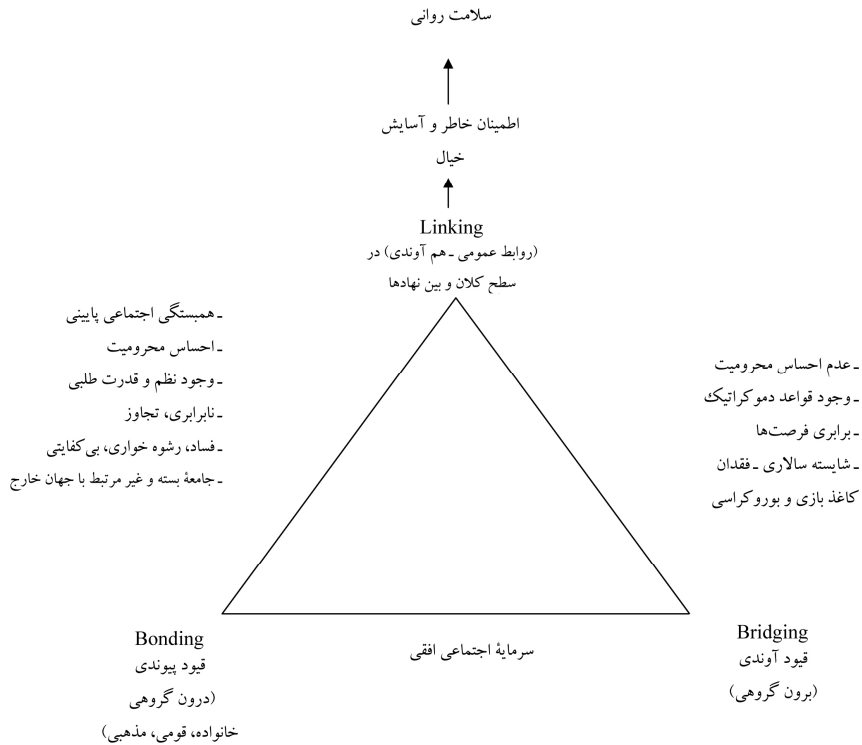 سلامت روانی
اطمینان خاطر و آسایش
خیال
Linking
(روابط عمومی ـ هم آوندی) در
سطح کلان و بین نهادها
ـ همبستگی اجتماعی پایینی
ـ احساس محرومیت
ـ وجود نظم و قدرت طلبی
ـ نابرابری، تجاوز
ـ فساد، رشوه خواری، بی‌کفایتی
ـ جامعۀ بسته و غیر مرتبط با جهان خارج
ـ عدم احساس محرومیت
ـ وجود قواعد دموکراتیک
ـ برابری فرصت‌ها
ـ شایسته سالاری ـ فقدان
کاغذ بازی و بوروکراسی
Bonding
قیود پیوندی
(درون گروهی
خانواده، قومی، مذهبی)
سرمایۀ اجتماعی افقی
Bridging
قیود آوندی
(برون گروهی)